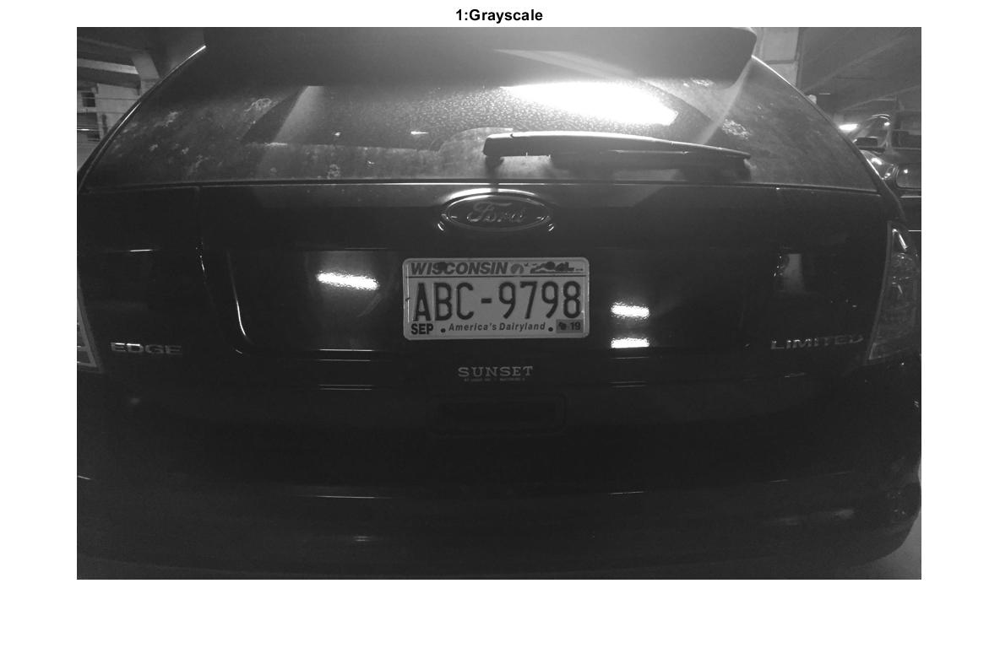 1:Grayscale
Ford
WISCONSIN
ABC-9798
SEP America's Dairyland 19
EDGE
LIMITED
SUNSET